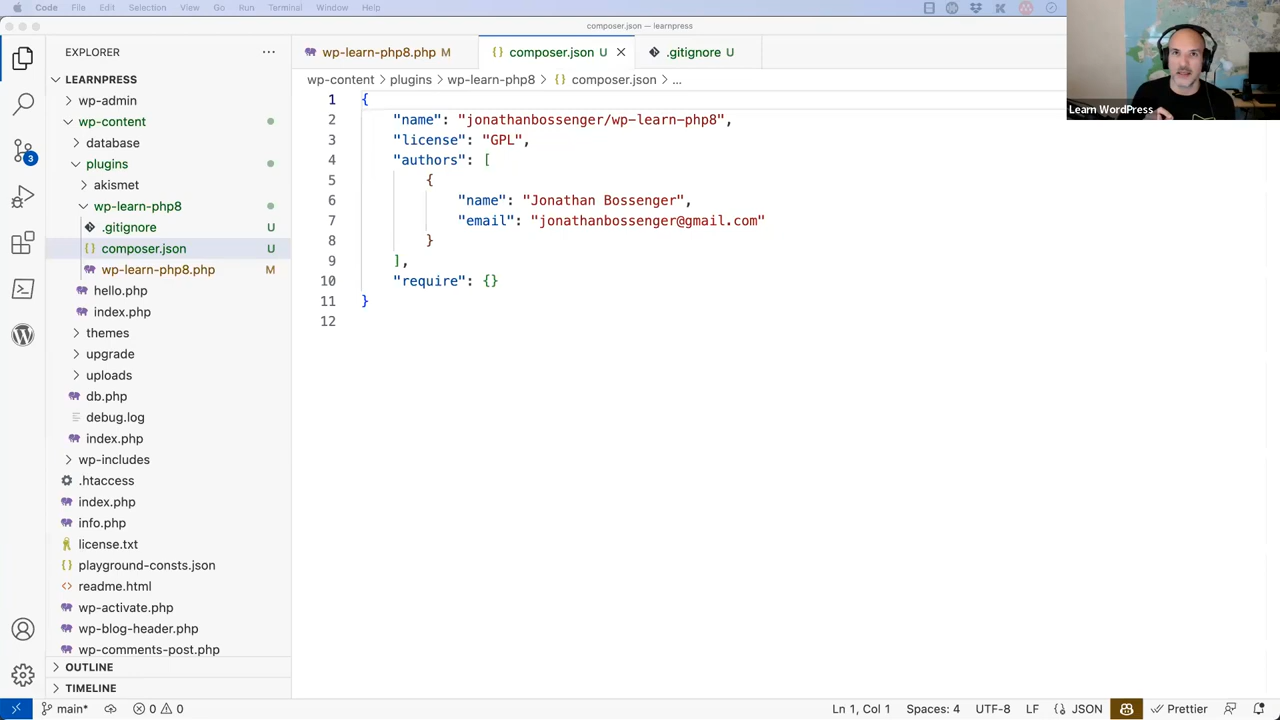 Code File Edit Selection View Go Run Terminal Window Help
composer.json — learnpress
EXPLORER
LEARNPRESS
wp-admin
wp-content
database
plugins
akismet
wp-learn-php8
.gitignore U
composer.json U
wp-learn-php8.php M
hello.php
index.php
themes
upgrade
uploads
db.php
debug.log
index.php
wp-includes
.htaccess
index.php
info.php
license.txt
playground-consts.json
readme.html
wp-activate.php
wp-blog-header.php
wp-comments-post.php
OUTLINE
TIMELINE
3
wp-learn-php8.php M
composer.json U
.gitignore U
wp-content > plugins > wp-learn-php8 > {} composer.json > ...
1 {
2 "name": "jonathanbossenger/wp-learn-php8",
3 "license": "GPL",
4 "authors": [
5 {
6 "name": "Jonathan Bossenger",
7 "email": "jonathanbossenger@gmail.com"
8 }
9 ],
10 "require": {}
11 }
12
Learn WordPress
main* 0 0
Ln 1, Col 1 Spaces: 4 UTF-8 LF {} JSON Prettier